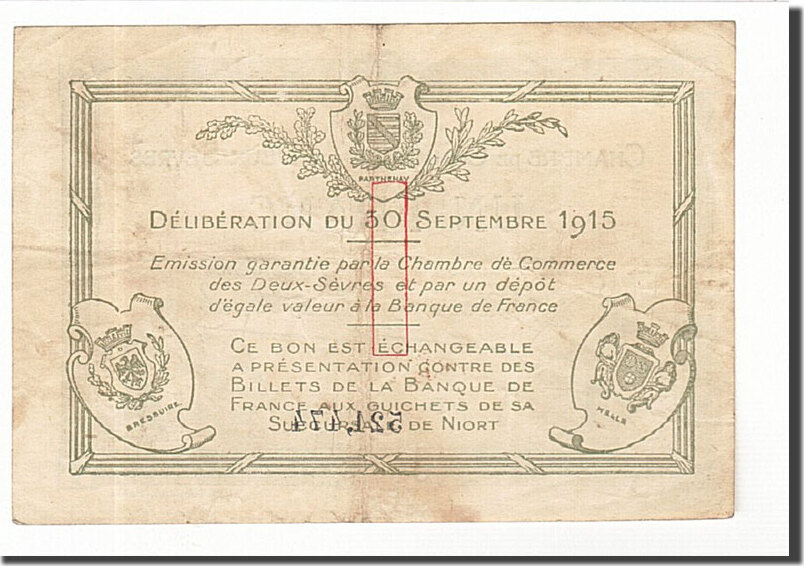 PARTHENAY
DÉLIBÉRATION DU 30 SEPTEMBRE 1915
Emission garantie par la Chambre de Commerce
des Deux-Sèvres et par un dépôt
d'égale valeur à la Banque de France
CE BON EST ÉCHANGEABLE
A PRÉSENTATION CONTRE DES
BILLETS DE LA BANQUE DE
FRANCE AUX GUICHETS DE SA
SUCCURSALE DE NIORT
521,474
BRESSUIRE
MELLE